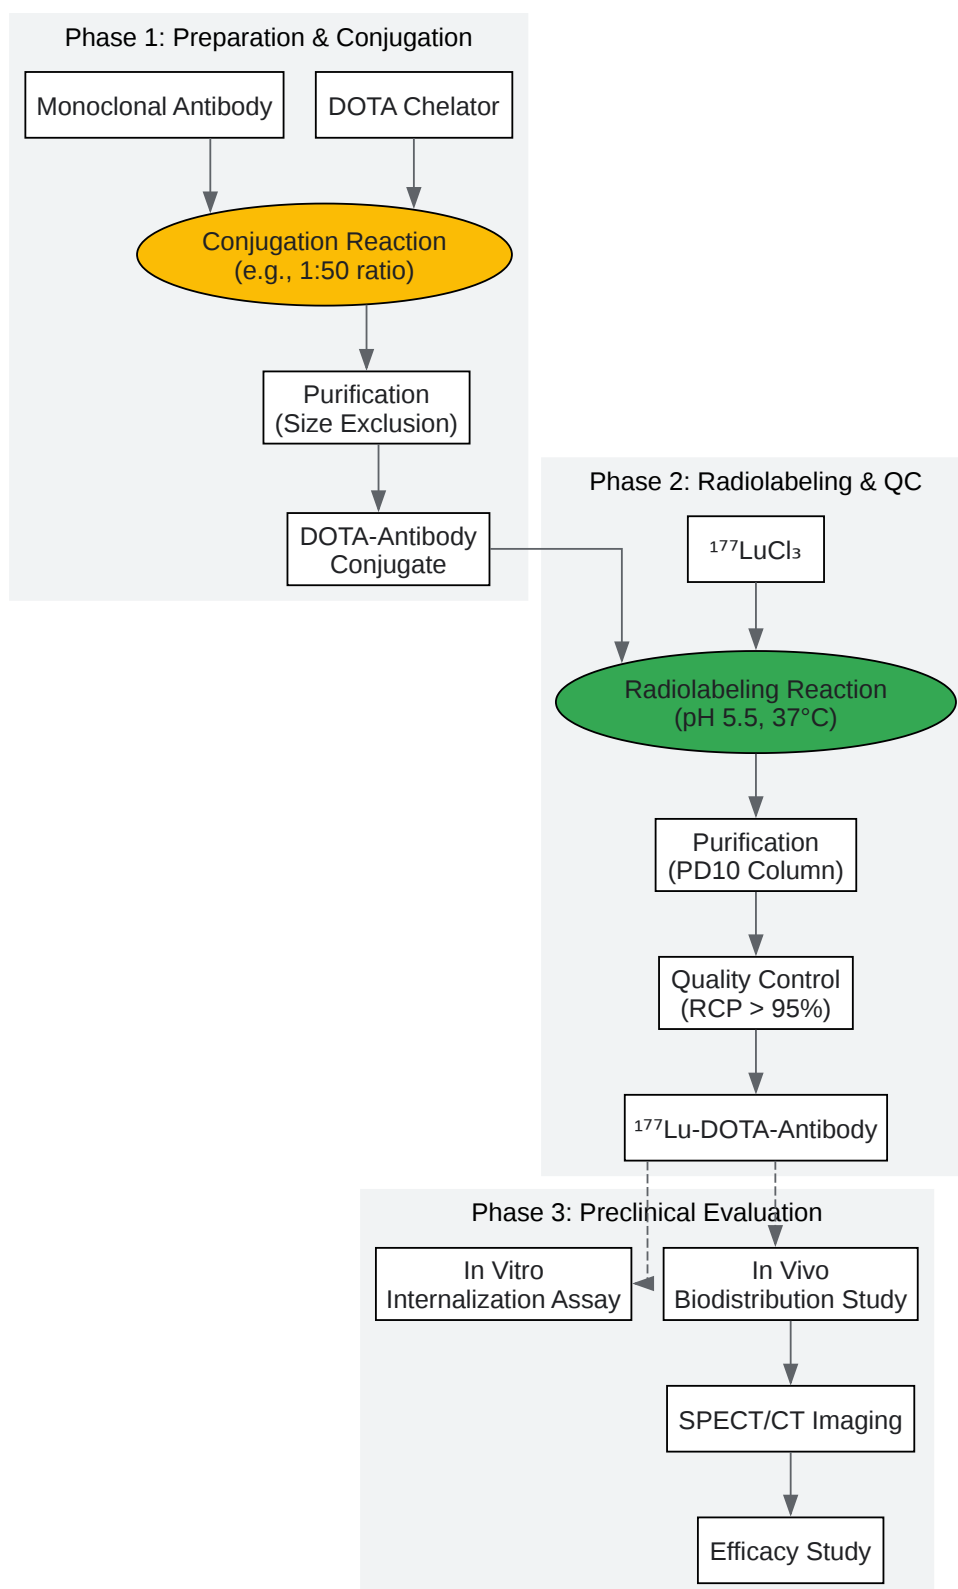 Phase 1: Preparation & Conjugation
Monoclonal Antibody
DOTA Chelator
Conjugation Reaction
(e.g., 1:50 ratio)
Purification
(Size Exclusion)
DOTA-Antibody
Conjugate
Phase 2: Radiolabeling & QC
¹⁷⁷LuCl₃
Radiolabeling Reaction
(pH 5.5, 37°C)
Purification
(PD10 Column)
Quality Control
(RCP > 95%)
¹⁷⁷Lu-DOTA-Antibody
Phase 3: Preclinical Evaluation
In Vitro
Internalization Assay
In Vivo
Biodistribution Study
SPECT/CT Imaging
Efficacy Study